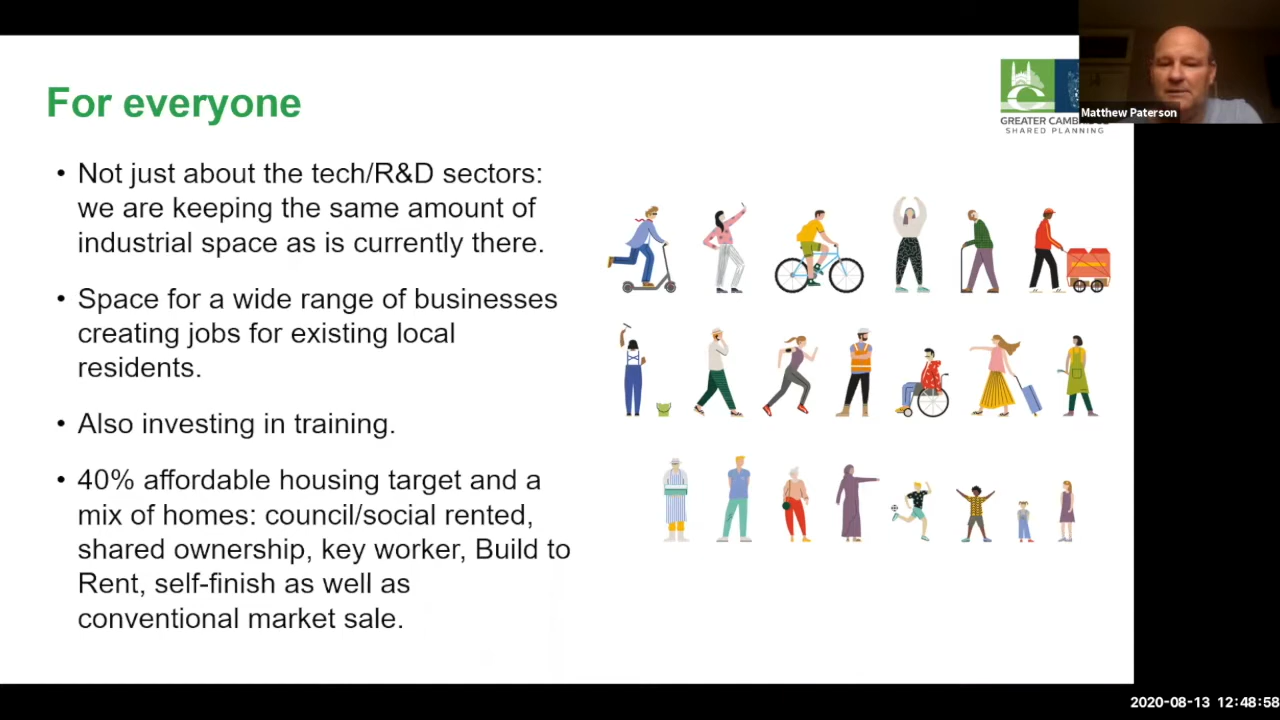 For everyone
GREATER CAMB
SHARED PLANNING
Matthew Paterson
• Not just about the tech/R&D sectors:
we are keeping the same amount of
industrial space as is currently there.
• Space for a wide range of businesses
creating jobs for existing local
residents.
• Also investing in training.
• 40% affordable housing target and a
mix of homes: council/social rented,
shared ownership, key worker, Build to
Rent, self-finish as well as
conventional market sale.
2020-08-13 12:48:58